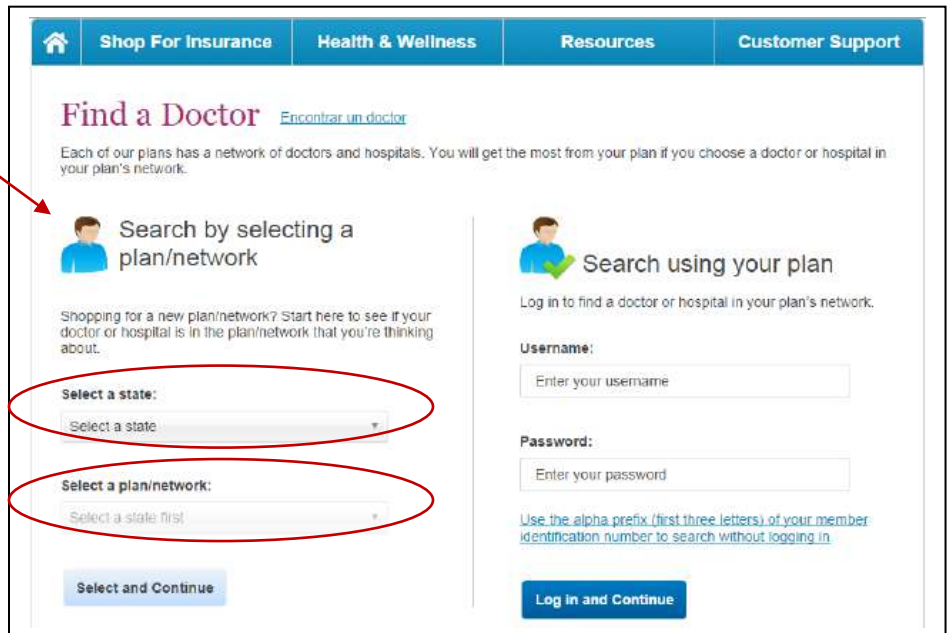 Shop For Insurance Health & Wellness Resources Customer Support
Find a Doctor Encontrar un doctor
Each of our plans has a network of doctors and hospitals. You will get the most from your plan if you choose a doctor or hospital in
your plan's network.
Search by selecting a
plan/network
Shopping for a new plan/network? Start here to see if your
doctor or hospital is in the plan/network that you're thinking
about.
Select a state:
Select a state
Select a plan/network:
Select a state first
Select and Continue
Search using your plan
Log in to find a doctor or hospital in your plan's network.
Username:
Enter your username
Password:
Enter your password
Use the alpha prefix (first three letters) of your member
identification number to search without logging in
Log in and Continue